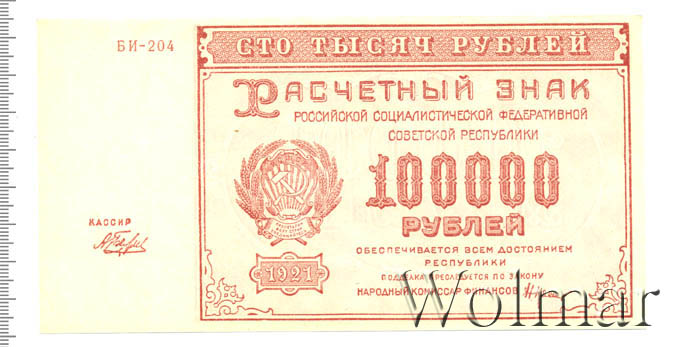 БИ-204
СТО ТЫСЯЧ РУБЛЕЙ
РАСЧЕТНЫЙ ЗНАК
РОССИЙСКОЙ СОЦИАЛИСТИЧЕСКОЙ ФЕДЕРАТИВНОЙ
СОВЕТСКОЙ РЕСПУБЛИКИ
100000
РУБЛЕЙ
КАССИР
ОБЕСПЕЧИВАЕТСЯ ВСЕМ ДОСТОЯНИЕМ
РЕСПУБЛИКИ
1921
ПОДДЕЛКА ПРЕСЛЕДУЕТСЯ ПО ЗАКОНУ
НАРОДНЫЙ КОМИССАР ФИНАНСОВ
Wolmar